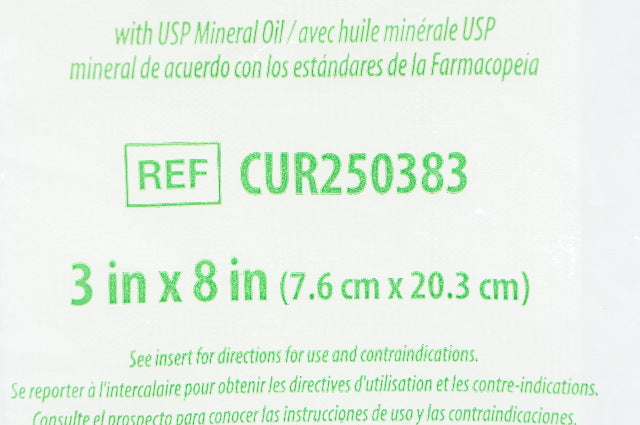 with USP Mineral Oil / avec huile minérale USP
mineral de acuerdo con los estándares de la Farmacopeia
REF CUR250383
3 in x 8 in (7.6 cm x 20.3 cm)
See insert for directions for use and contraindications.
Se reporter à l'intercalaire pour obtenir les directives d'utilisation et les contre-indications.
Consulte el prospecto para conocer las instrucciones de uso y las contraindicaciones.